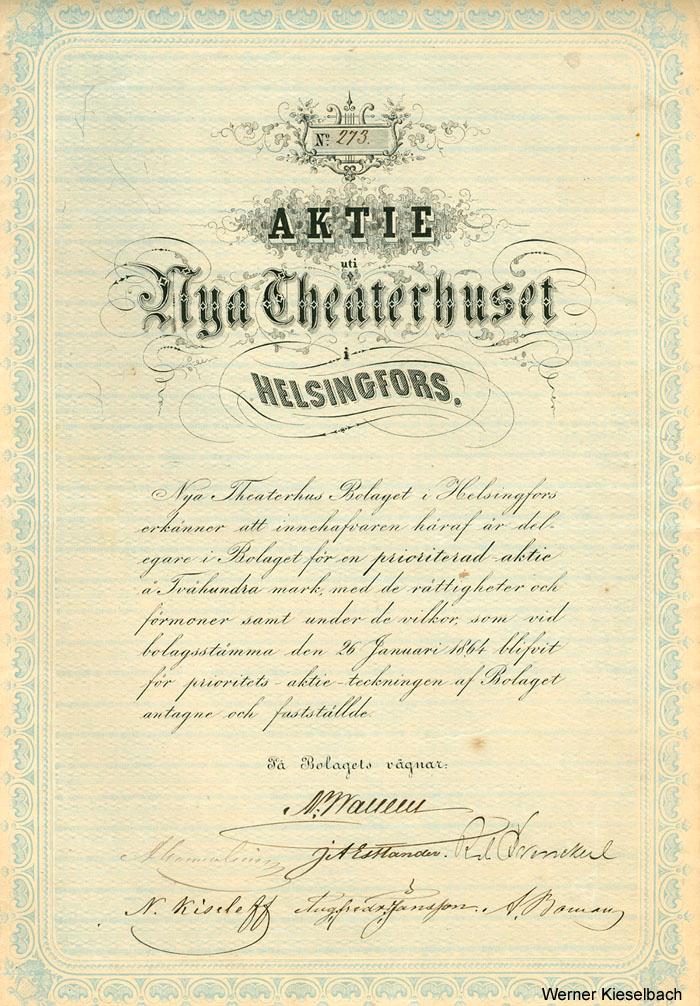 No. 273.
AKTIE
uti
Nya Theaterhuset
i
HELSINGFORS.
Nya Theaterhus Bolaget i Helsingfors
erkänner att innehafvaren häraf är del-
egare i Bolaget för en prioriterad aktie
à Tvåhundra mark, med de rättigheter och
förmoner samt under de vilkor, som vid
bolagsstämma den 26 Januari 1864 blifvit
för prioritets-aktie-teckningen af Bolaget
antagne och fastställde.
På Bolagets vägnar:
N. Kiseleff
Werner Kieselbach